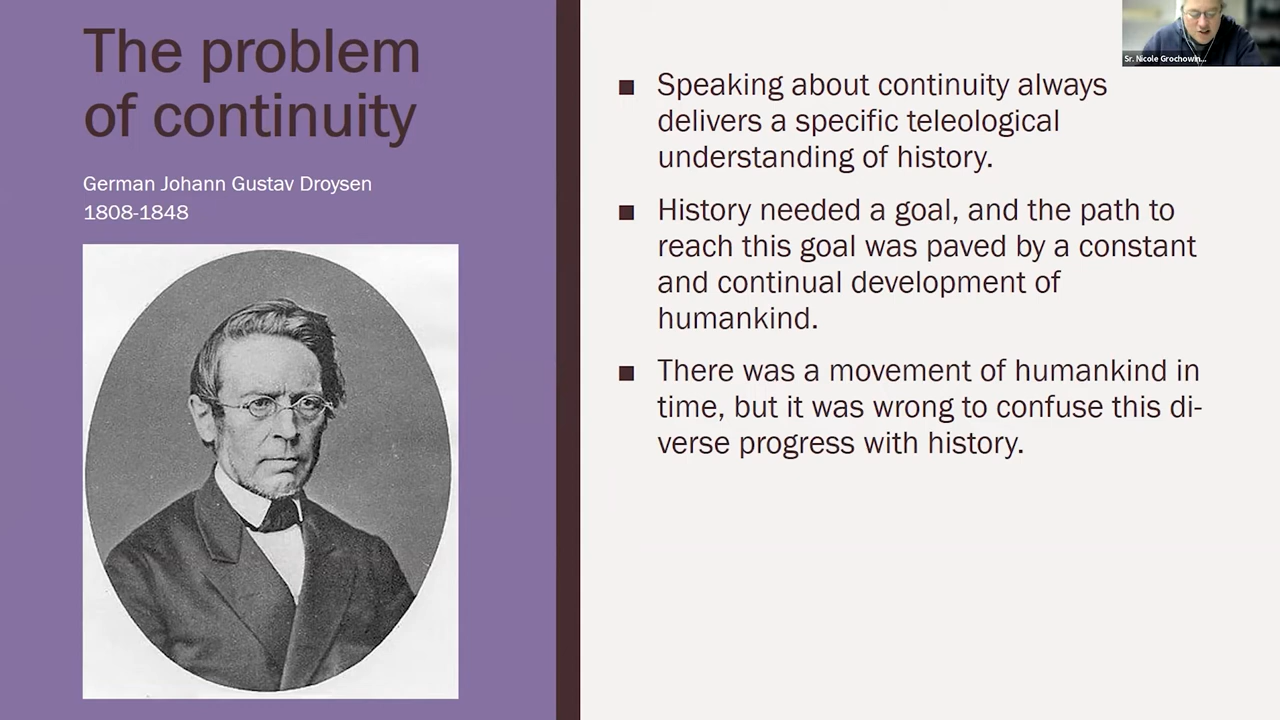 The problem
of continuity
German Johann Gustav Droysen
1808-1848
■ Speaking about continuity always
delivers a specific teleological
understanding of history.
■ History needed a goal, and the path to
reach this goal was paved by a constant
and continual development of
humankind.
■ There was a movement of humankind in
time, but it was wrong to confuse this di-
verse progress with history.
Sr. Nicole Grochowin...